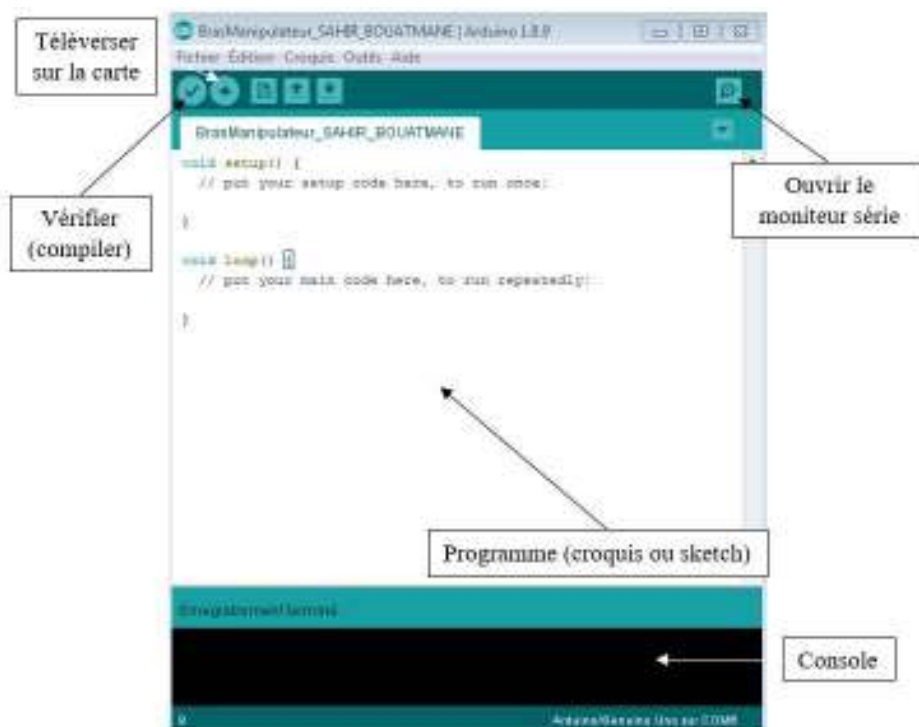 Téléverser
sur la carte
BrasManipulateur_SAHIR_BOUATMANE | Arduino 1.8.9
Fichier Édition Croquis Outils Aide
BrasManipulateur_SAHIR_BOUATMANE
void setup() {
// put your setup code here, to run once:
}
void loop() {
// put your main code here, to run repeatedly:
}
Vérifier
(compiler)
Ouvrir le
moniteur série
Programme (croquis ou sketch)
Enregistrement terminé.
Console
Arduino/Genuino Uno sur COM8